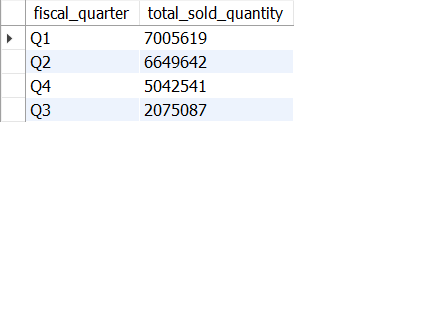 fiscal_quarter total_sold_quantity
Q1 7005619
Q2 6649642
Q4 5042541
Q3 2075087